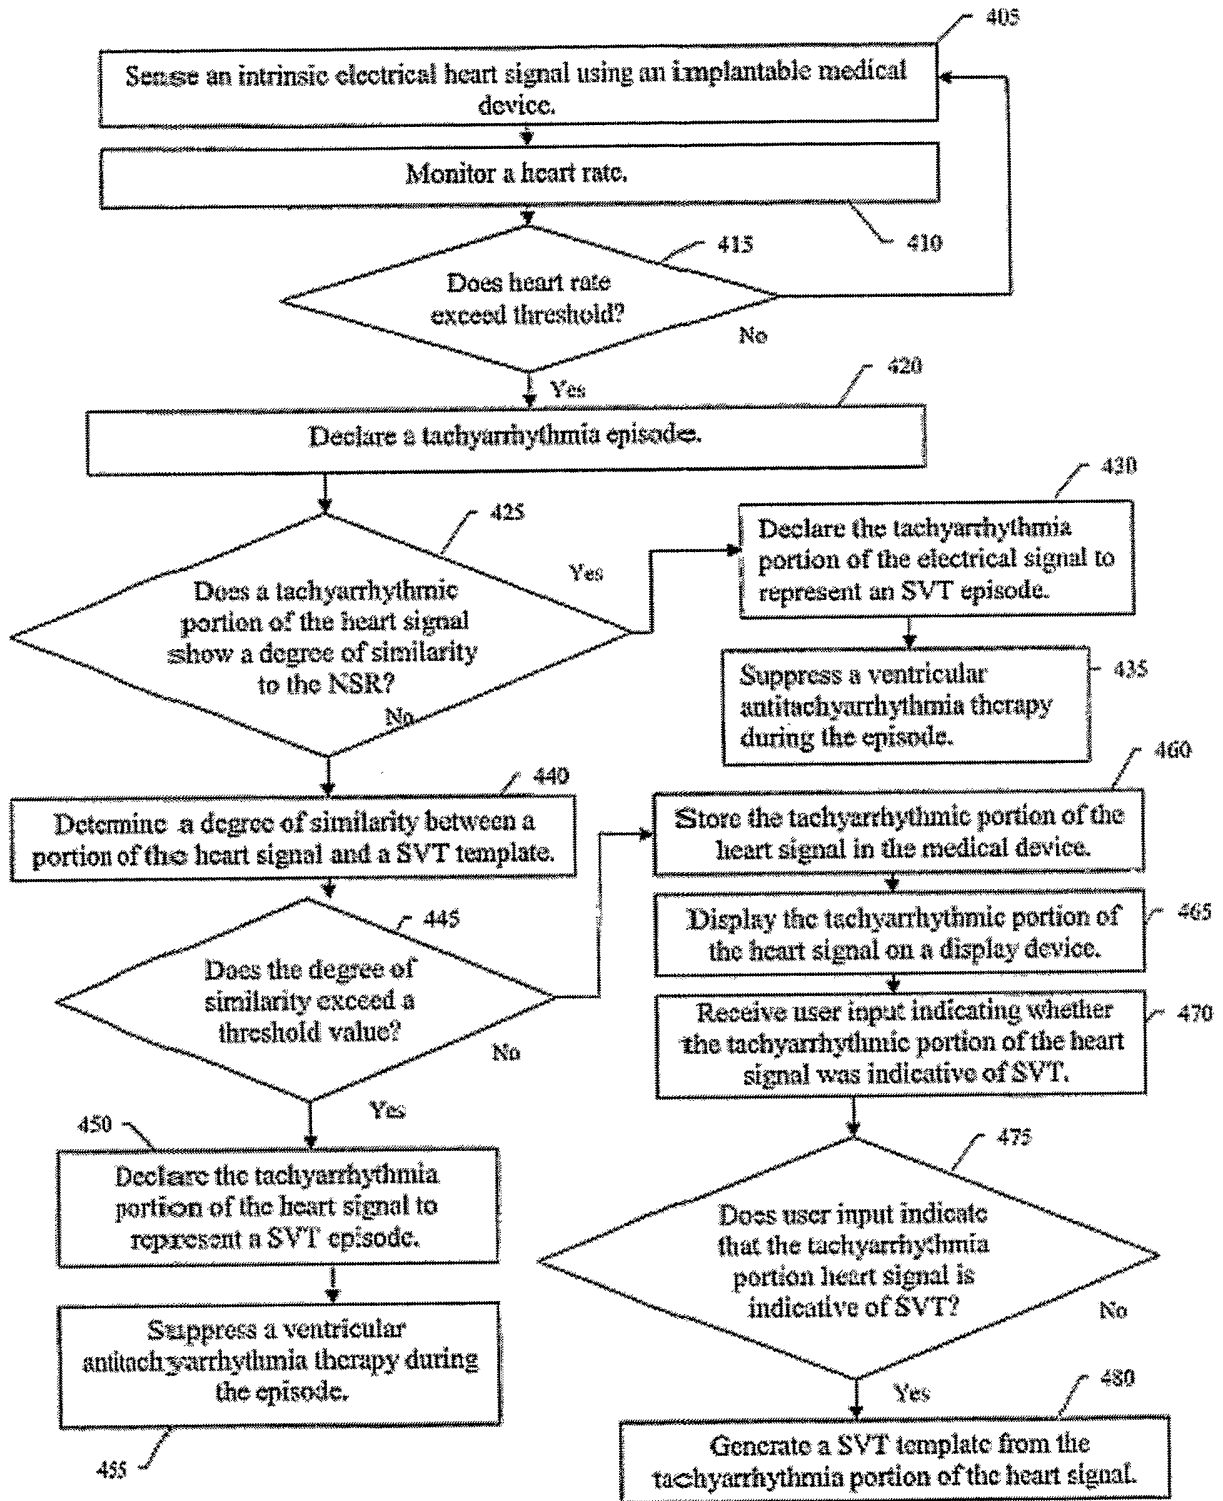 405
Sense an intrinsic electrical heart signal using an implantable medical
device.
Monitor a heart rate.
410
415
Does heart rate
exceed threshold?
No
Yes
420
Declare a tachyarrhythmia episode.
425
Does a tachyarrhythmic
portion of the heart signal
show a degree of similarity
to the NSR?
Yes
No
430
Declare the tachyarrhythmia
portion of the electrical signal to
represent an SVT episode.
435
Suppress a ventricular
antitachyarrhythmia therapy
during the episode.
440
Determine a degree of similarity between a
portion of the heart signal and a SVT template.
445
Does the degree of
similarity exceed a
threshold value?
No
Yes
450
Declare the tachyarrhythmia
portion of the heart signal to
represent a SVT episode.
Suppress a ventricular
antitachyarrhythmia therapy during
the episode.
455
460
Store the tachyarrhythmic portion of the
heart signal in the medical device.
Display the tachyarrhythmic portion of
the heart signal on a display device.
465
Receive user input indicating whether
the tachyarrhythmic portion of the heart
signal was indicative of SVT.
470
475
Does user input indicate
that the tachyarrhythmia
portion heart signal is
indicative of SVT?
No
Yes
480
Generate a SVT template from the
tachyarrhythmia portion of the heart signal.